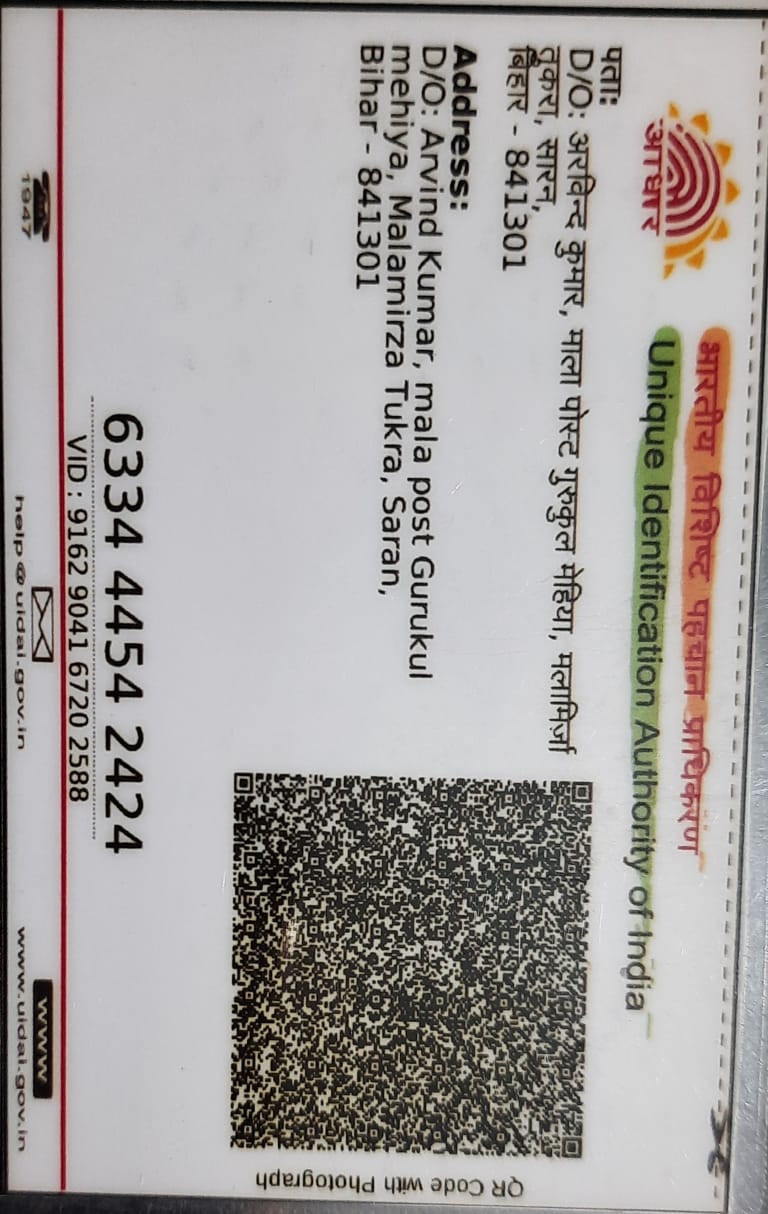 आधार
भारतीय विशिष्ट पहचान प्राधिकरण
Unique Identification Authority of India
पता:
D/O: अरविन्द कुमार, माला पोस्ट गुरुकुल मेहिया, मलामिर्जा
तुकरा, सारन,
बिहार - 841301
Address:
D/O: Arvind Kumar, mala post Gurukul
mehiya, Malamirza Tukra, Saran,
Bihar - 841301
QR Code with Photograph
6334 4454 2424
VID : 9162 9041 6720 2588
1947
help@uidai.gov.in
www
www.uidai.gov.in